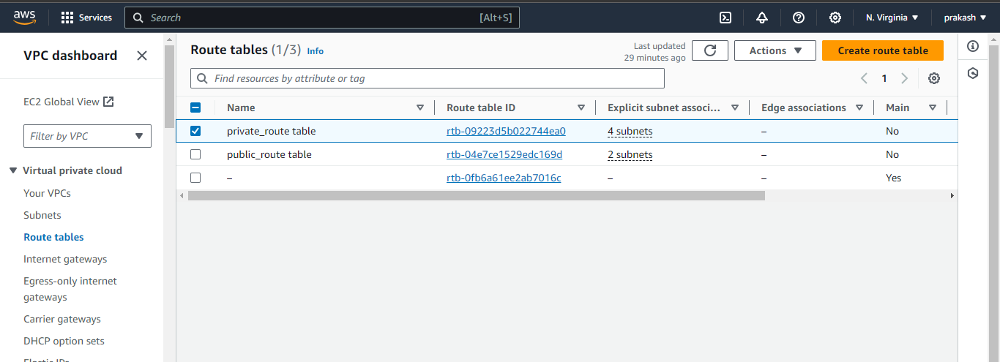 aws Services Search [Alt+S] N. Virginia prakash
VPC dashboard
EC2 Global View
Filter by VPC
Virtual private cloud
Your VPCs
Subnets
Route tables
Internet gateways
Egress-only internet
gateways
Carrier gateways
DHCP option sets
Elastic IPs
Route tables (1/3) Info
Last updated
29 minutes ago
Actions
Create route table
Find resources by attribute or tag
1
Name Route table ID Explicit subnet associ... Edge associations Main
private_route table rtb-09223d5b022744ea0 4 subnets – No
public_route table rtb-04e7ce1529edc169d 2 subnets – No
– rtb-0fb6a61ee2ab7016c – – Yes